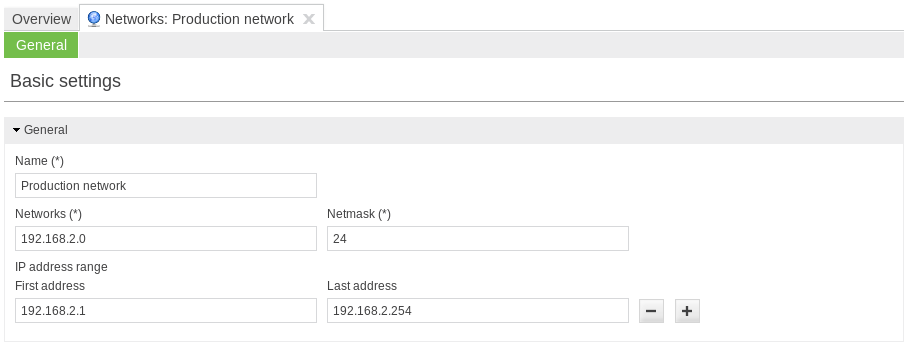 Overview Networks: Production network
General
Basic settings
General
Name (*)
Production network
Networks (*) Netmask (*)
192.168.2.0 24
IP address range
First address Last address
192.168.2.1 192.168.2.254